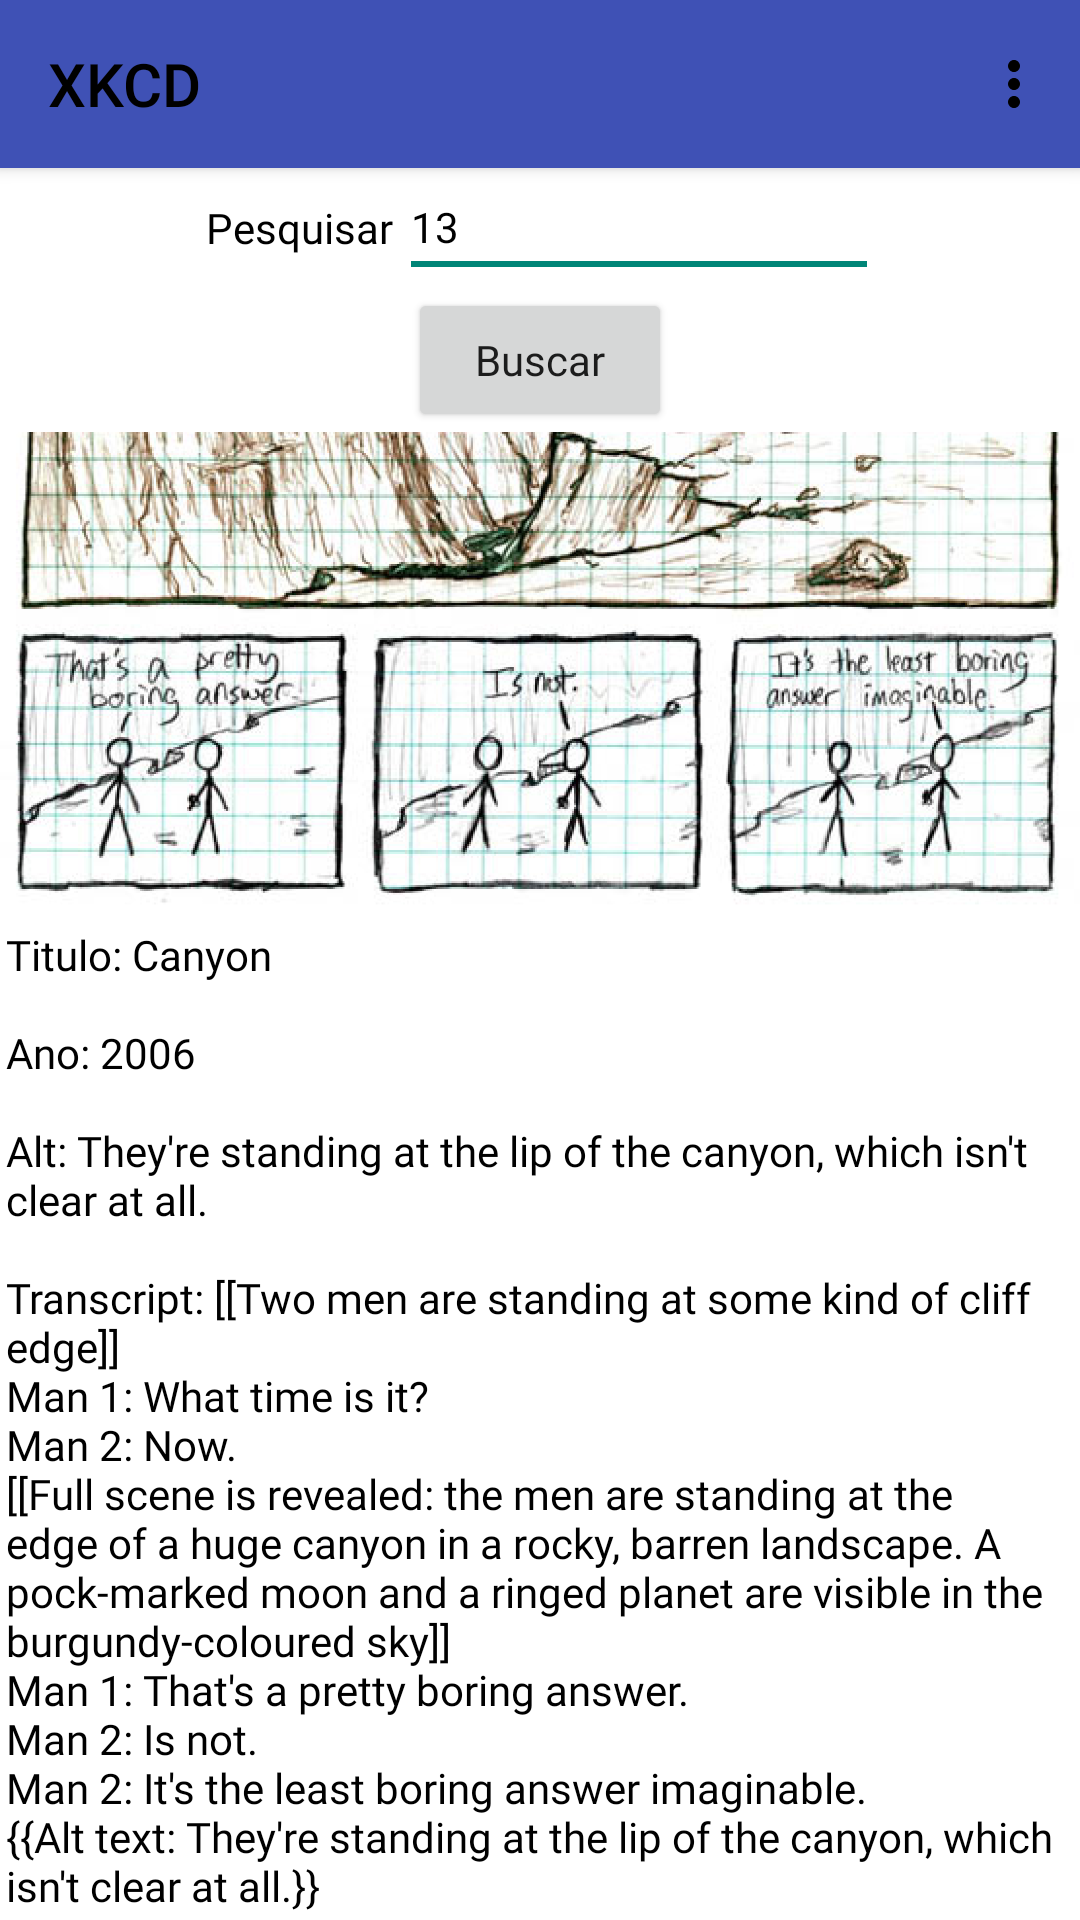 XKCD
Pesquisar 13
Buscar
That's a pretty
boring answer.
Is not.
It's the least boring
answer imaginable.
Titulo: Canyon
Ano: 2006
Alt: They're standing at the lip of the canyon, which isn't
clear at all.
Transcript: [[Two men are standing at some kind of cliff
edge]]
Man 1: What time is it?
Man 2: Now.
[[Full scene is revealed: the men are standing at the
edge of a huge canyon in a rocky, barren landscape. A
pock-marked moon and a ringed planet are visible in the
burgundy-coloured sky]]
Man 1: That's a pretty boring answer.
Man 2: Is not.
Man 2: It's the least boring answer imaginable.
{{Alt text: They're standing at the lip of the canyon, which
isn't clear at all.}}